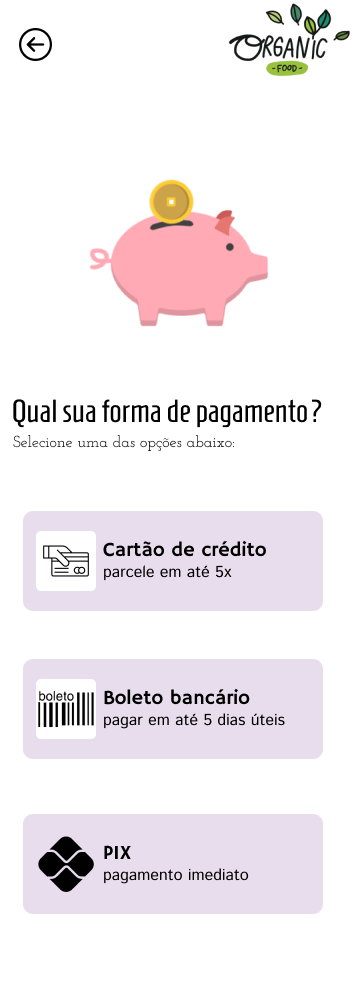 ORGANIC
-FOOD-
Qual sua forma de pagamento?
Selecione uma das opções abaixo:
Cartão de crédito
parcele em até 5x
boleto
Boleto bancário
pagar em até 5 dias úteis
PIX
pagamento imediato